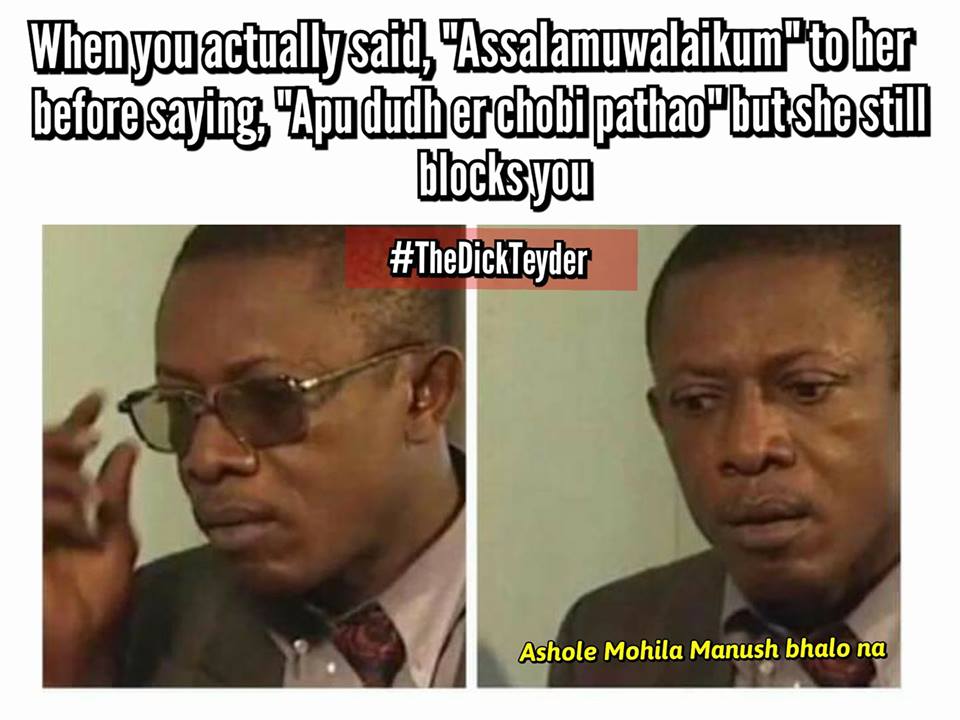 When you actually said, "Assalamuwalaikum" to her
before saying, "Apu dudh er chobi pathao" but she still
blocks you
#TheDickTeyder
Ashole Mohila Manush bhalo na